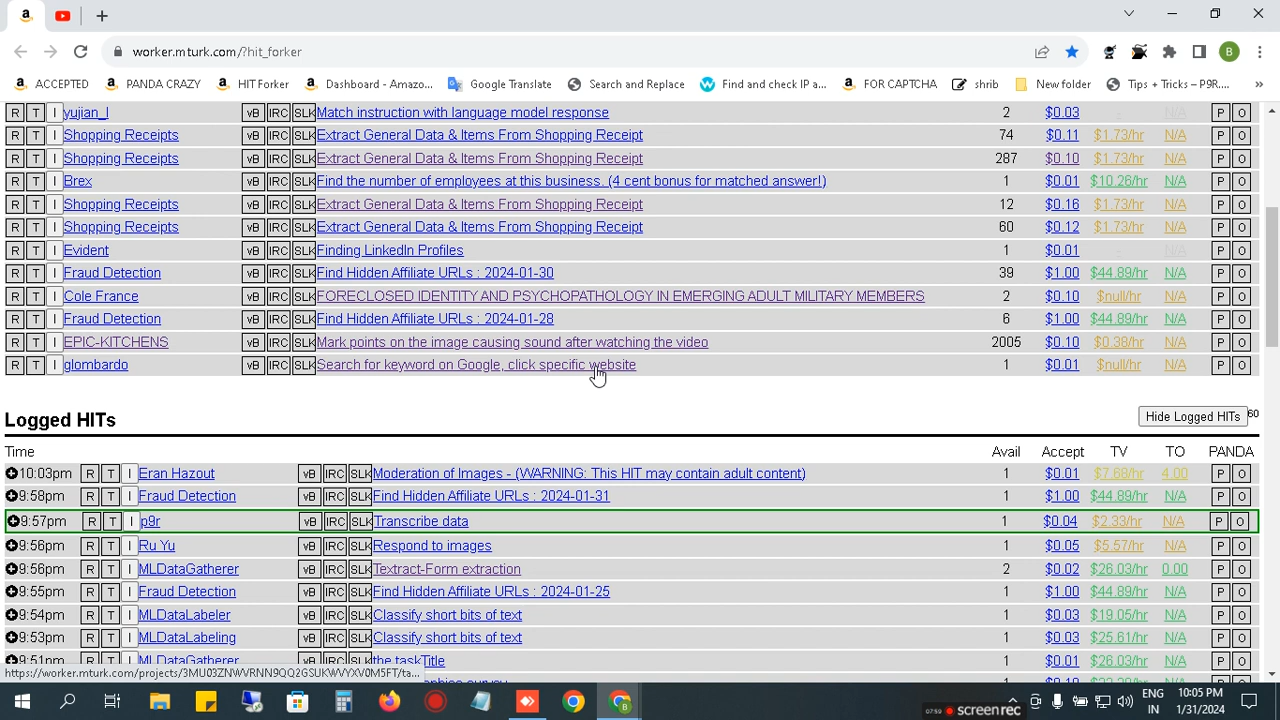 worker.mturk.com/?hit_forker
B
ACCEPTED PANDA CRAZY HIT Forker Dashboard - Amazo... Google Translate Search and Replace Find and check IP a... FOR CAPTCHA shrib New folder Tips + Tricks – P9R.... »
R T I yujian_l vB IRC SLK Match instruction with language model response 2 $0.03 - N/A P O
R T I Shopping Receipts vB IRC SLK Extract General Data & Items From Shopping Receipt 74 $0.11 $1.73/hr N/A P O
R T I Shopping Receipts vB IRC SLK Extract General Data & Items From Shopping Receipt 287 $0.10 $1.73/hr N/A P O
R T I Brex vB IRC SLK Find the number of employees at this business. (4 cent bonus for matched answer!) 1 $0.01 $10.26/hr N/A P O
R T I Shopping Receipts vB IRC SLK Extract General Data & Items From Shopping Receipt 12 $0.16 $1.73/hr N/A P O
R T I Shopping Receipts vB IRC SLK Extract General Data & Items From Shopping Receipt 60 $0.12 $1.73/hr N/A P O
R T I Evident vB IRC SLK Finding LinkedIn Profiles 1 $0.01 - N/A P O
R T I Fraud Detection vB IRC SLK Find Hidden Affiliate URLs : 2024-01-30 39 $1.00 $44.89/hr N/A P O
R T I Cole France vB IRC SLK FORECLOSED IDENTITY AND PSYCHOPATHOLOGY IN EMERGING ADULT MILITARY MEMBERS 2 $0.10 $null/hr N/A P O
R T I Fraud Detection vB IRC SLK Find Hidden Affiliate URLs : 2024-01-28 6 $1.00 $44.89/hr N/A P O
R T I EPIC-KITCHENS vB IRC SLK Mark points on the image causing sound after watching the video 2005 $0.10 $0.38/hr N/A P O
R T I glombardo vB IRC SLK Search for keyword on Google, click specific website 1 $0.01 $null/hr N/A P O
Logged HITs Hide Logged HITs 60
Time Avail Accept TV TO PANDA
10:03pm R T I Eran Hazout vB IRC SLK Moderation of Images - (WARNING: This HIT may contain adult content) 1 $0.01 $7.68/hr 4.00 P O
9:58pm R T I Fraud Detection vB IRC SLK Find Hidden Affiliate URLs : 2024-01-31 1 $1.00 $44.89/hr N/A P O
9:57pm R T I p9r vB IRC SLK Transcribe data 1 $0.04 $2.33/hr N/A P O
9:56pm R T I Ru Yu vB IRC SLK Respond to images 1 $0.05 $5.57/hr N/A P O
9:56pm R T I MLDataGatherer vB IRC SLK Textract-Form extraction 2 $0.02 $26.03/hr 0.00 P O
9:55pm R T I Fraud Detection vB IRC SLK Find Hidden Affiliate URLs : 2024-01-25 1 $1.00 $44.89/hr N/A P O
9:54pm R T I MLDataLabeler vB IRC SLK Classify short bits of text 1 $0.03 $19.05/hr N/A P O
9:53pm R T I MLDataLabeling vB IRC SLK Classify short bits of text 1 $0.03 $25.61/hr N/A P O
9:51pm R T I MLDataGatherer vB IRC SLK the taskTitle 1 $0.01 $26.03/hr N/A P O
https://worker.mturk.com/projects/3MU03ZNWVRNN9QQ2GSUKWVYXV0M5FT/ta...
07:59 screen rec ENG IN 10:05 PM 1/31/2024